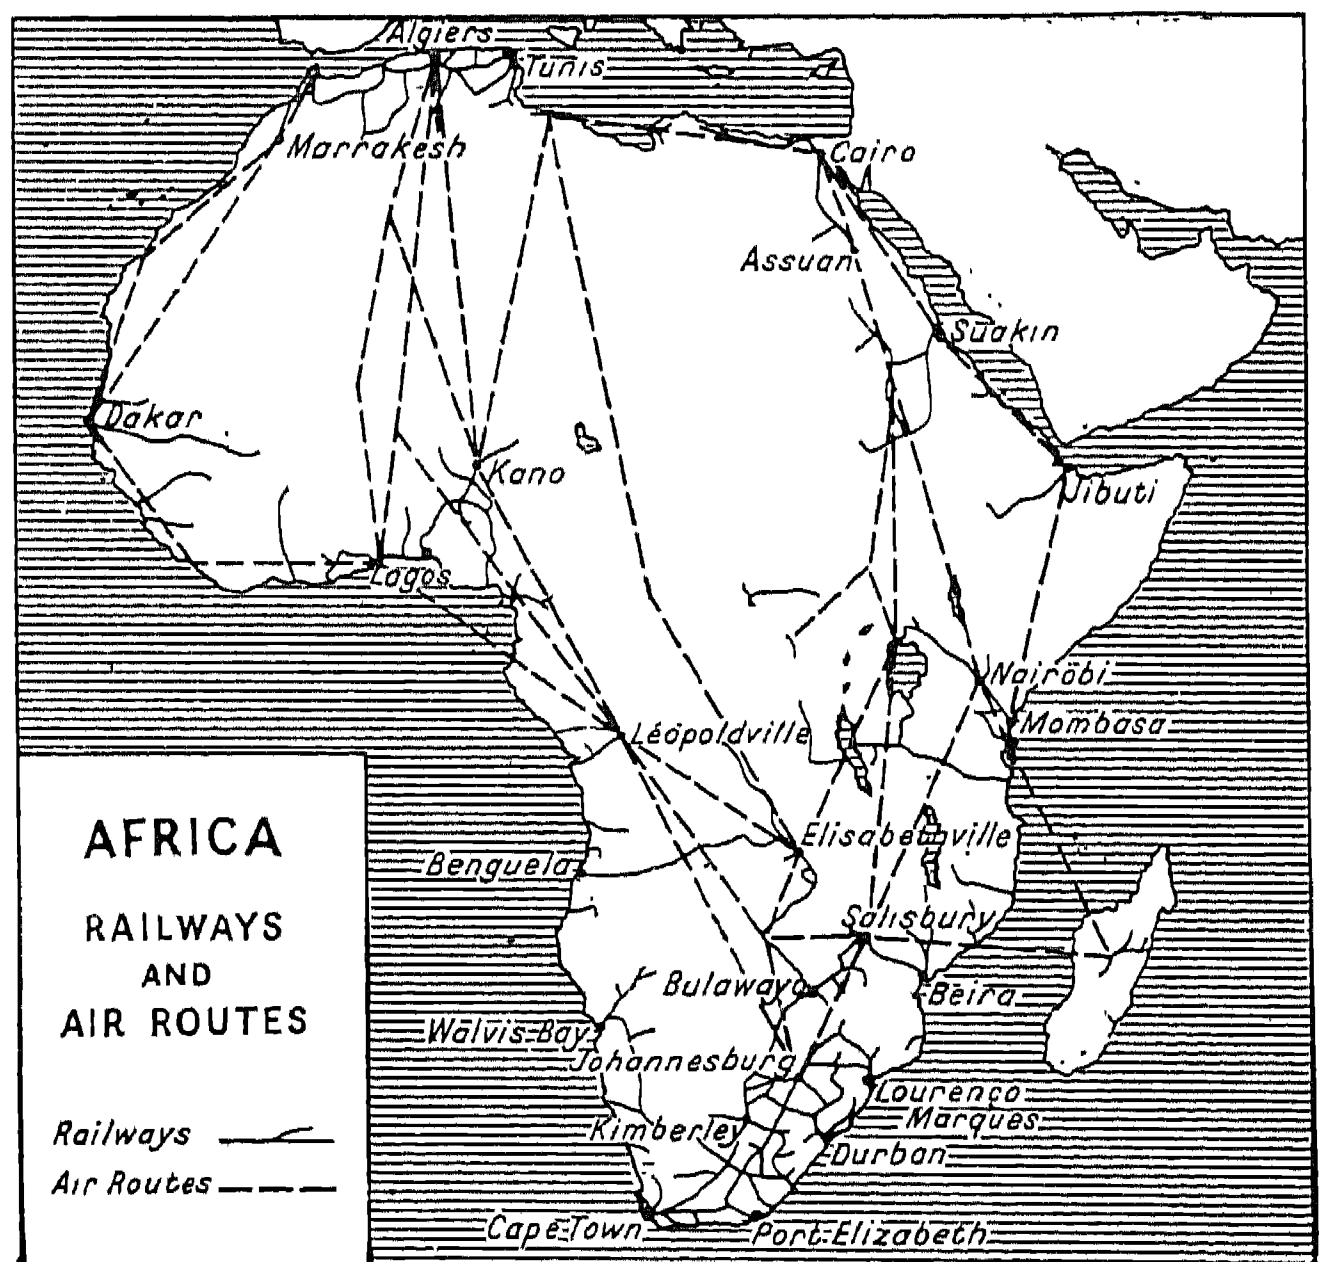 Algiers
Tunis
Marrakesh
Cairo
Assuan
Suakin
Dakar
Kano
Jibuti
Lagos
Nairobi
Mombasa
Léopoldville
Elisabethville
Benguela
Salisbury
Bulawayo
Beira
Walvis Bay
Johannesburg
Lourenço
Marques
Kimberley
Durban
Cape Town
Port Elizabeth
AFRICA
RAILWAYS
AND
AIR ROUTES
Railways
Air Routes